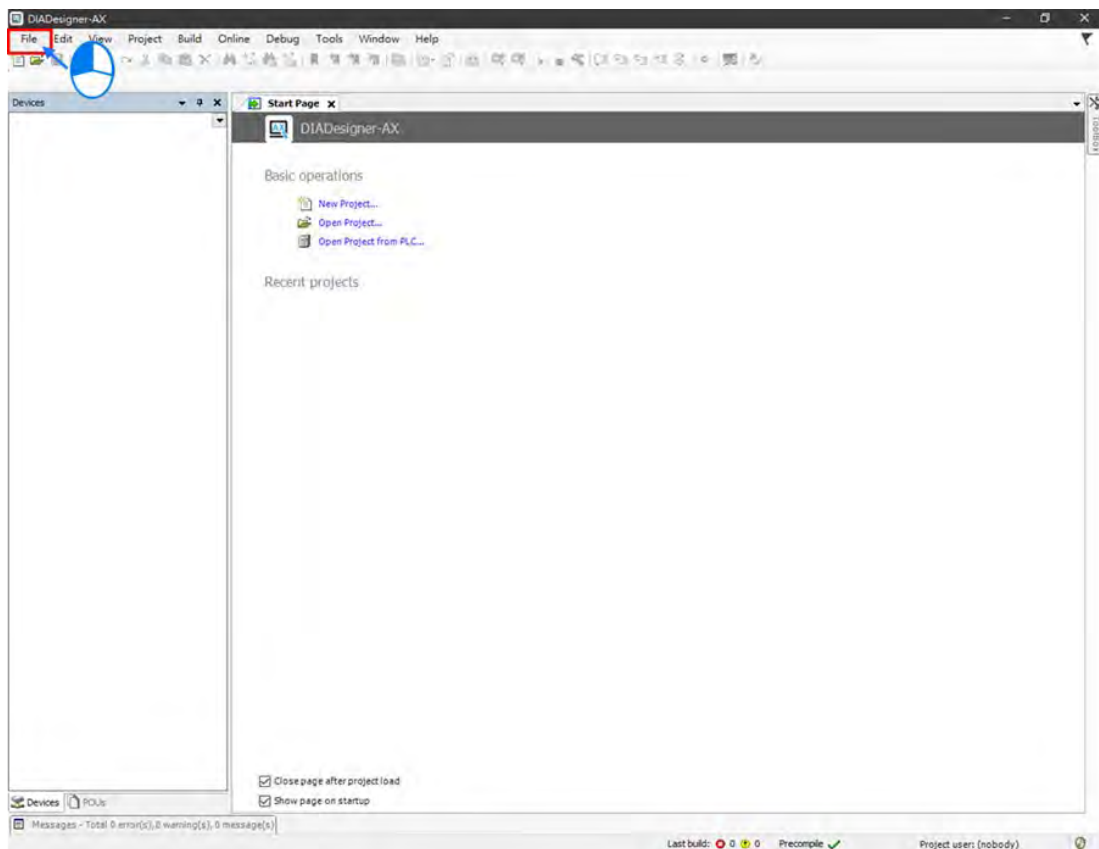 DIADesigner-AX
File Edit View Project Build Online Debug Tools Window Help
Devices
Start Page
DIADesigner-AX
Basic operations
New Project...
Open Project...
Open Project from PLC...
Recent projects
Close page after project load
Show page on startup
Toolbox
Devices POUs
Messages - Total 0 error(s), 0 warning(s), 0 message(s)
Last build: 0 0 Precompile Project user: (nobody)